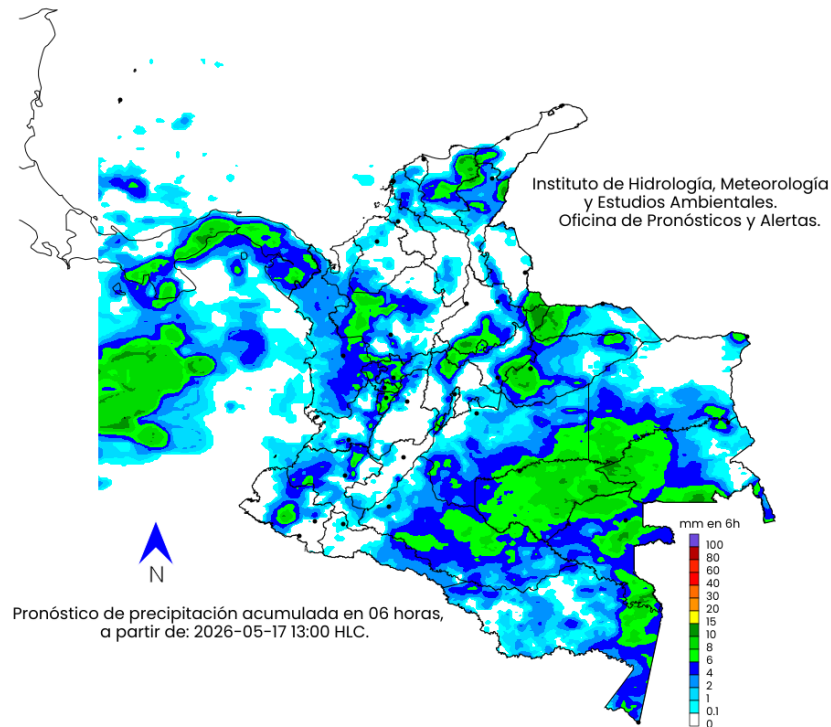 Instituto de Hidrología, Meteorología
y Estudios Ambientales.
Oficina de Pronósticos y Alertas.
mm en 6h
100
80
60
40
30
20
15
10
8
6
4
2
1
0.1
0
N
Pronóstico de precipitación acumulada en 06 horas,
a partir de: 2026-05-17 13:00 HLC.